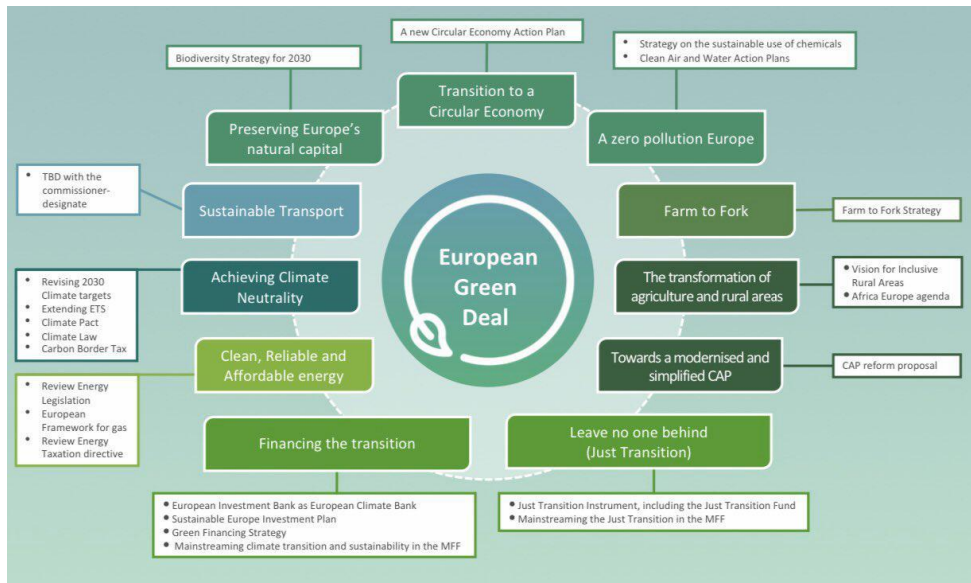 A new Circular Economy Action Plan
Biodiversity Strategy for 2030
• Strategy on the sustainable use of chemicals
• Clean Air and Water Action Plans
Transition to a
Circular Economy
Preserving Europe's
natural capital
A zero pollution Europe
• TBD with the
commissioner-
designate
Sustainable Transport
Farm to Fork
Farm to Fork Strategy
European
Green
Deal
• Revising 2030
Climate targets
• Extending ETS
• Climate Pact
• Climate Law
• Carbon Border Tax
Achieving Climate
Neutrality
The transformation of
agriculture and rural areas
• Vision for Inclusive
Rural Areas
• Africa Europe agenda
Clean, Reliable and
Affordable energy
Towards a modernised and
simplified CAP
CAP reform proposal
• Review Energy
Legislation
• European
Framework for gas
• Review Energy
Taxation directive
Financing the transition
Leave no one behind
(Just Transition)
• European Investment Bank as European Climate Bank
• Sustainable Europe Investment Plan
• Green Financing Strategy
• Mainstreaming climate transition and sustainability in the MFF
• Just Transition Instrument, including the Just Transition Fund
• Mainstreaming the Just Transition in the MFF